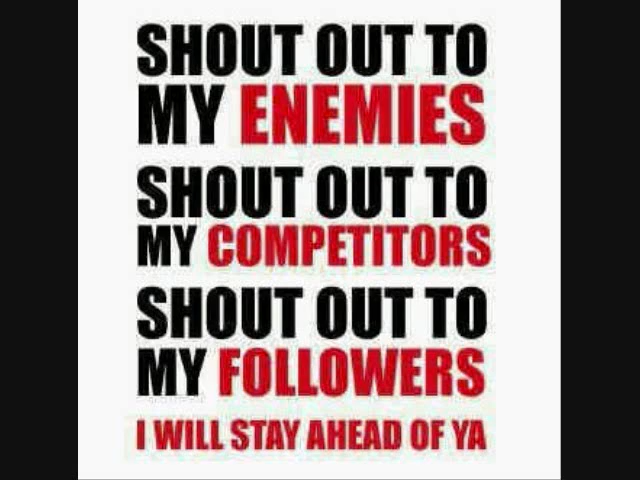 SHOUT OUT TO
MY ENEMIES
SHOUT OUT TO
MY COMPETITORS
SHOUT OUT TO
MY FOLLOWERS
I WILL STAY AHEAD OF YA